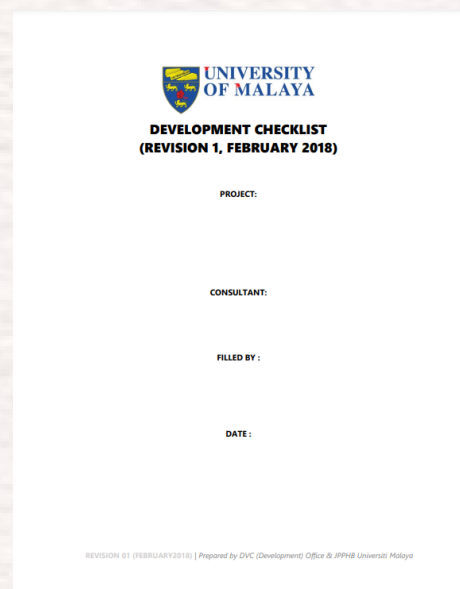 UNIVERSITY
OF MALAYA
DEVELOPMENT CHECKLIST
(REVISION 1, FEBRUARY 2018)
PROJECT:
CONSULTANT:
FILLED BY :
DATE :
REVISION 01 (FEBRUARY2018) | Prepared by DVC (Development) Office & JPPHB Universiti Malaya